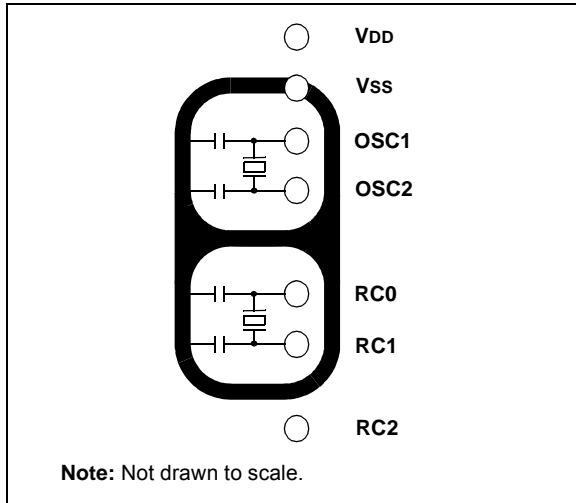 VDD
VSS
OSC1
OSC2
RC0
RC1
RC2
Note: Not drawn to scale.